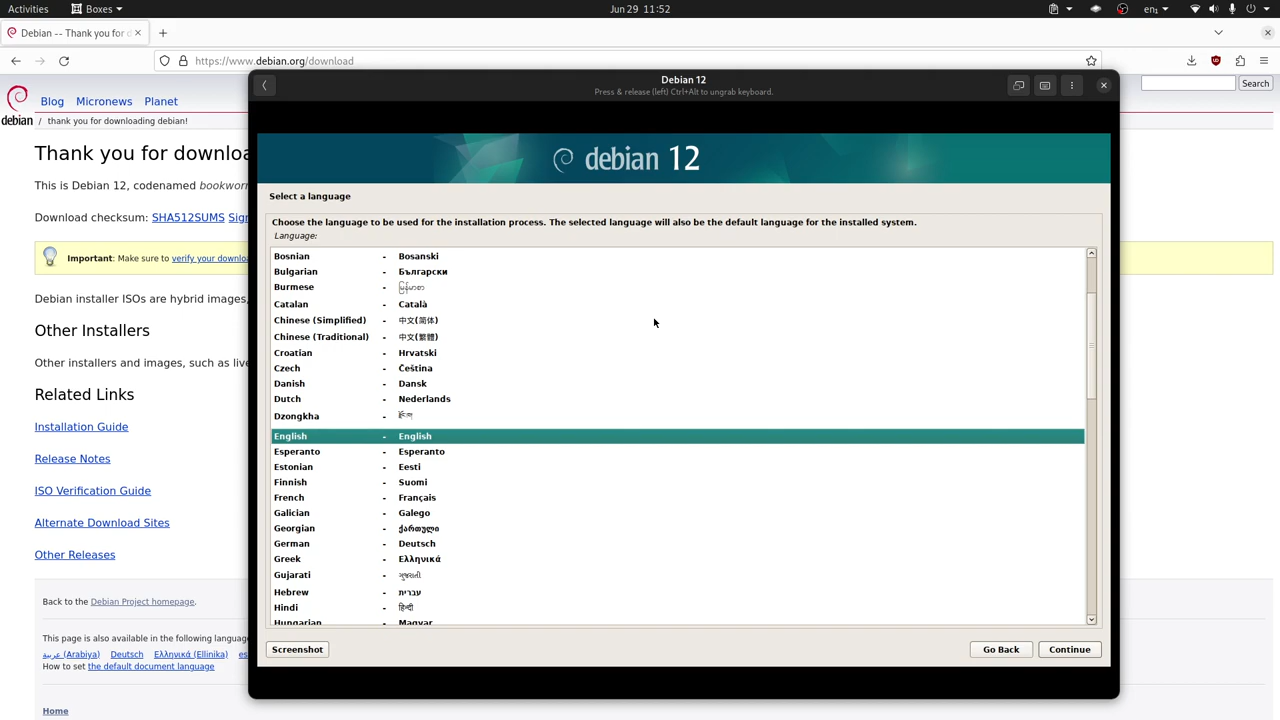 Activities
Boxes
Jun 29 11:52
en₁
Debian -- Thank you for d
https://www.debian.org/download
Debian 12
Press & release (left) Ctrl+Alt to ungrab keyboard.
debian
Blog Micronews Planet
Search
/ thank you for downloading debian!
Thank you for downloa
This is Debian 12, codenamed bookwor
Download checksum: SHA512SUMS Sign
Important: Make sure to verify your downlo
Debian installer ISOs are hybrid images,
Other Installers
Other installers and images, such as live
Related Links
Installation Guide
Release Notes
ISO Verification Guide
Alternate Download Sites
Other Releases
Back to the Debian Project homepage.
This page is also available in the following language
عربية (Arabiya) Deutsch Ελληνικά (Ellinika) es
How to set the default document language
Home
debian 12
Select a language
Choose the language to be used for the installation process. The selected language will also be the default language for the installed system.
Language:
Bosnian - Bosanski
Bulgarian - Български
Burmese - မြန်မာစာ
Catalan - Català
Chinese (Simplified) - 中文(简体)
Chinese (Traditional) - 中文(繁體)
Croatian - Hrvatski
Czech - Čeština
Danish - Dansk
Dutch - Nederlands
Dzongkha - རྫོང་ཁ།
English - English
Esperanto - Esperanto
Estonian - Eesti
Finnish - Suomi
French - Français
Galician - Galego
Georgian - ქართული
German - Deutsch
Greek - Ελληνικά
Gujarati - ગુજરાતી
Hebrew - עברית
Hindi - हिन्दी
Hungarian - Magyar
Screenshot
Go Back
Continue